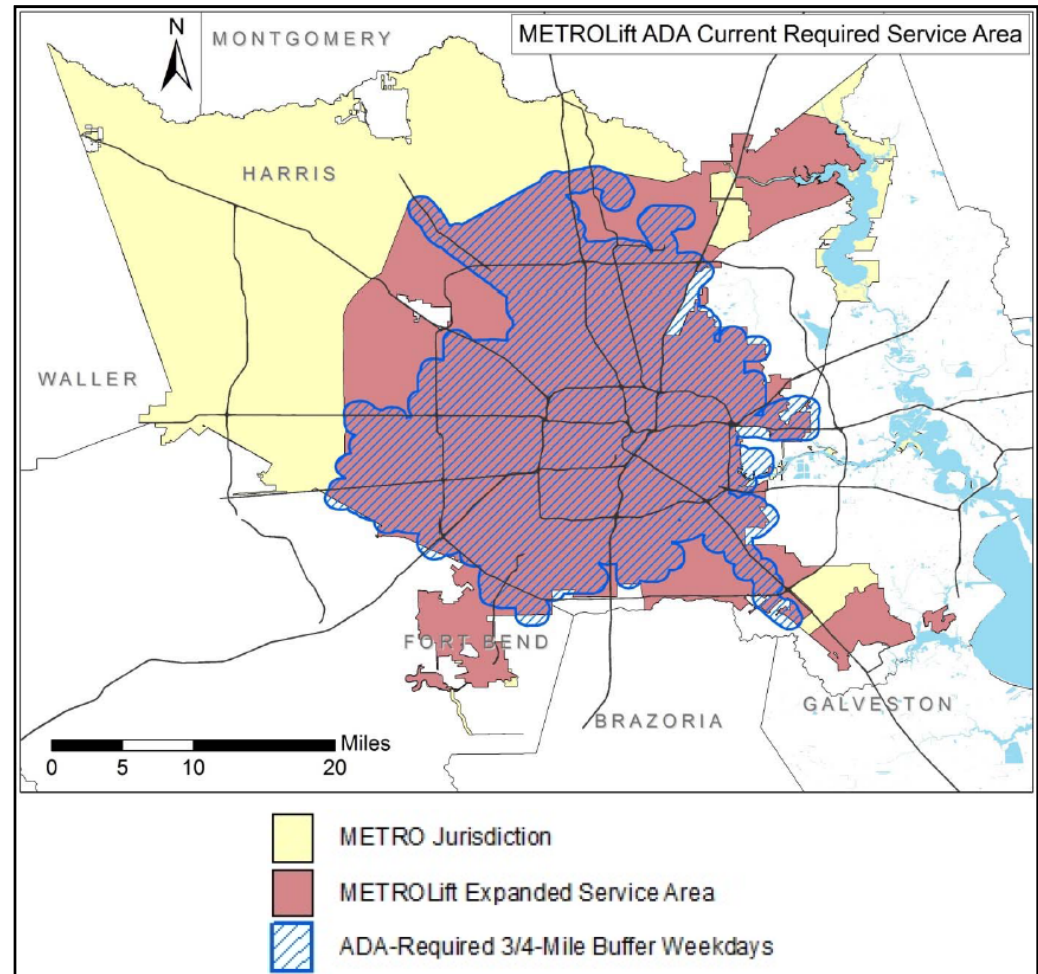 METROLift ADA Current Required Service Area
N
MONTGOMERY
HARRIS
WALLER
FORT BEND
GALVESTON
BRAZORIA
Miles
0 5 10 20
METRO Jurisdiction
METROLift Expanded Service Area
ADA-Required 3/4-Mile Buffer Weekdays